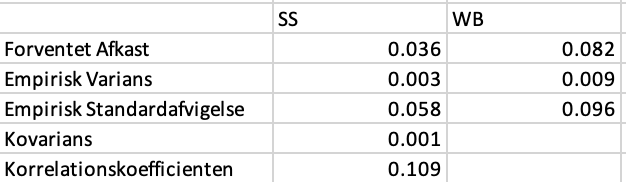 SS WB
Forventet Afkast 0.036 0.082
Empirisk Varians 0.003 0.009
Empirisk Standardafvigelse 0.058 0.096
Kovarians 0.001
Korrelationskoefficienten 0.109